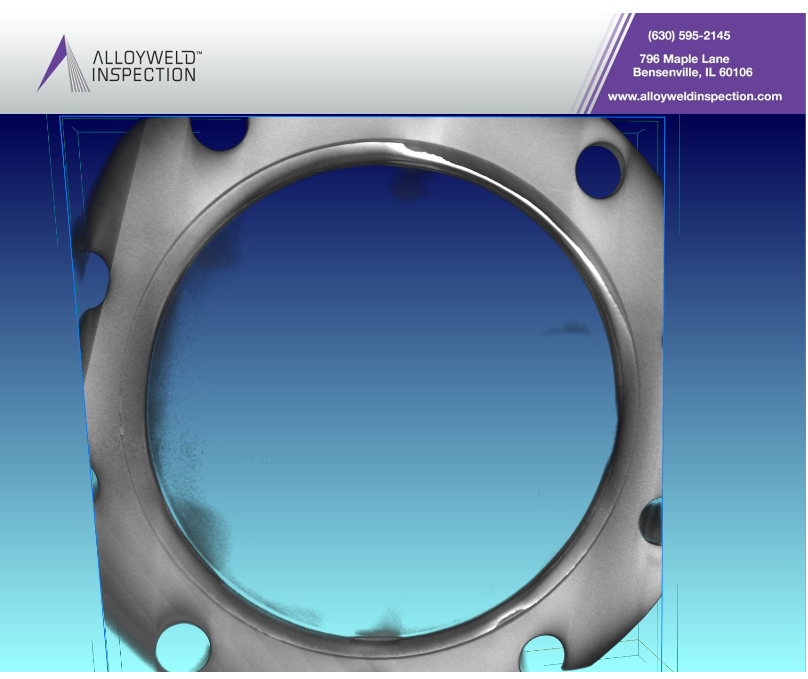 ALLOYWELD™
INSPECTION
(630) 595-2145
796 Maple Lane
Bensenville, IL 60106
www.alloyweldinspection.com